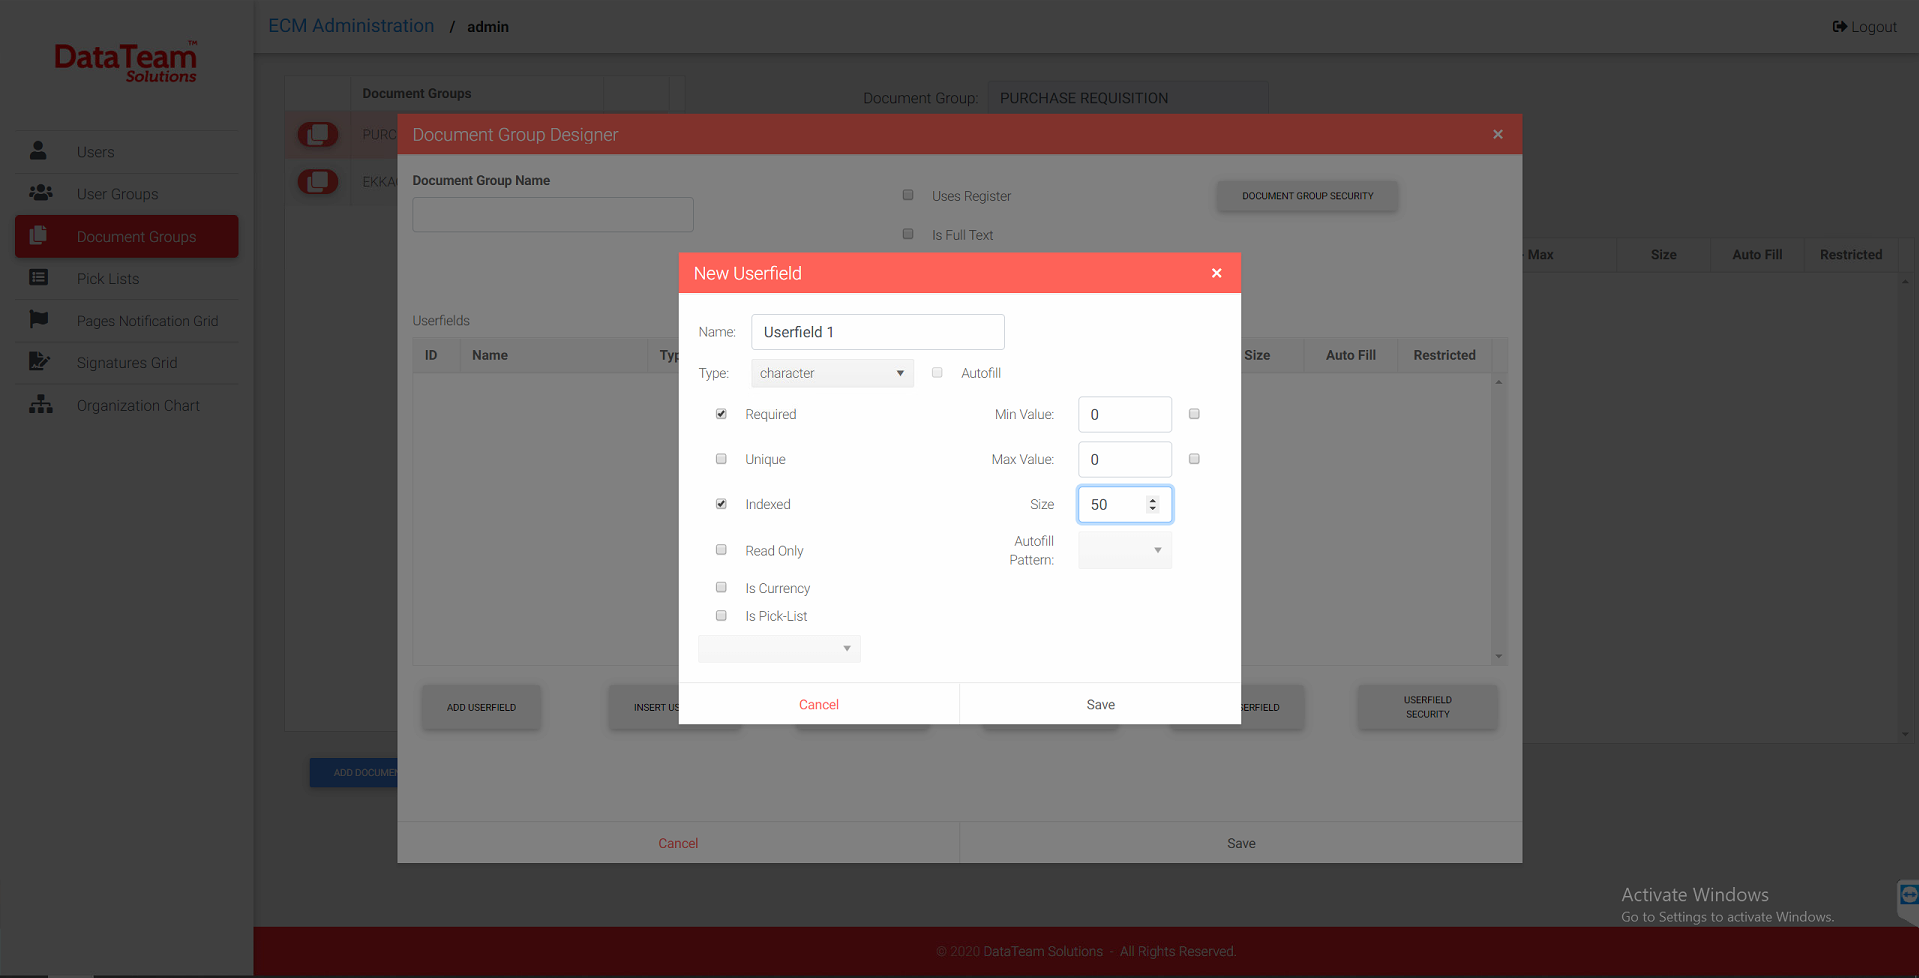 DataTeam™
Solutions
ECM Administration / admin
Logout
Users
User Groups
Document Groups
Pick Lists
Pages Notification Grid
Signatures Grid
Organization Chart
Document Groups
Document Group: PURCHASE REQUISITION
PURC
EKKA
Max Size Auto Fill Restricted
ADD DOCUMEN
Document Group Designer ×
Document Group Name
Uses Register
Is Full Text
DOCUMENT GROUP SECURITY
Userfields
ID Name Typ Size Auto Fill Restricted
ADD USERFIELD INSERT US ERFIELD USERFIELD
SECURITY
Cancel Save
New Userfield ×
Name: Userfield 1
Type: character Autofill
Required Min Value: 0
Unique Max Value: 0
Indexed Size 50
Read Only Autofill
Pattern:
Is Currency
Is Pick-List
Cancel Save
Activate Windows
Go to Settings to activate Windows.
© 2020 DataTeam Solutions - All Rights Reserved.